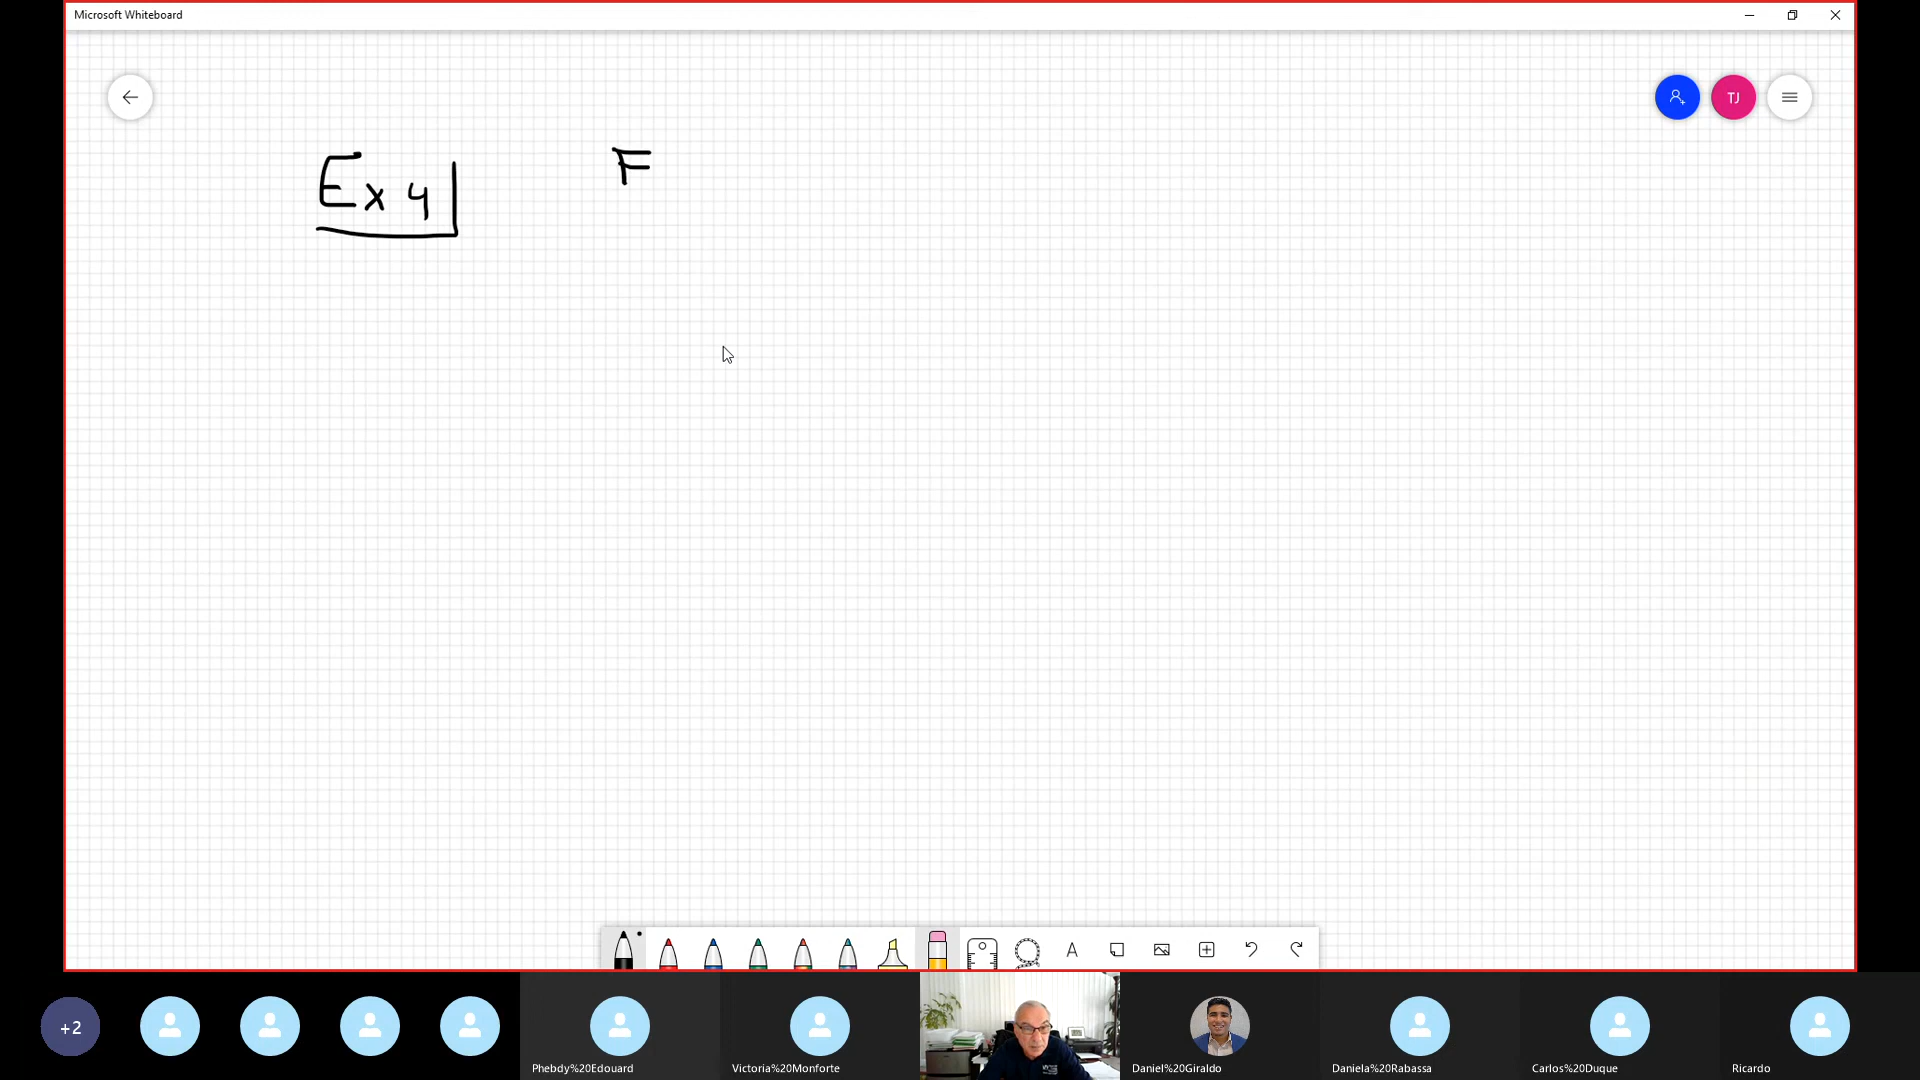 Microsoft Whiteboard
TJ
Ex 4
F
A
+2
Phebdy%20Edouard
Victoria%20Monforte
Daniel%20Giraldo
Daniela%20Rabassa
Carlos%20Duque
Ricardo